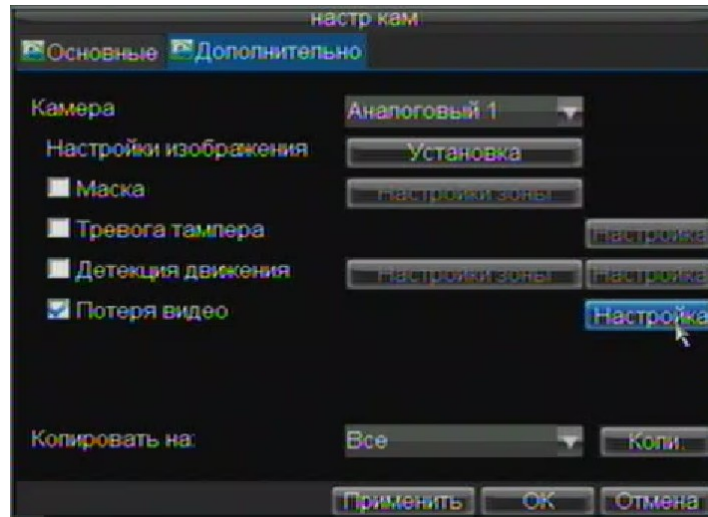 настр кам
Основные Дополнительно
Камера Аналоговый 1
Настройки изображения Установка
Маска Настройки зоны
Тревога тампера Настройка
Детекция движения Настройки зоны Настройка
Потеря видео Настройка
Копировать на: Все Копи.
Применить OK Отмена